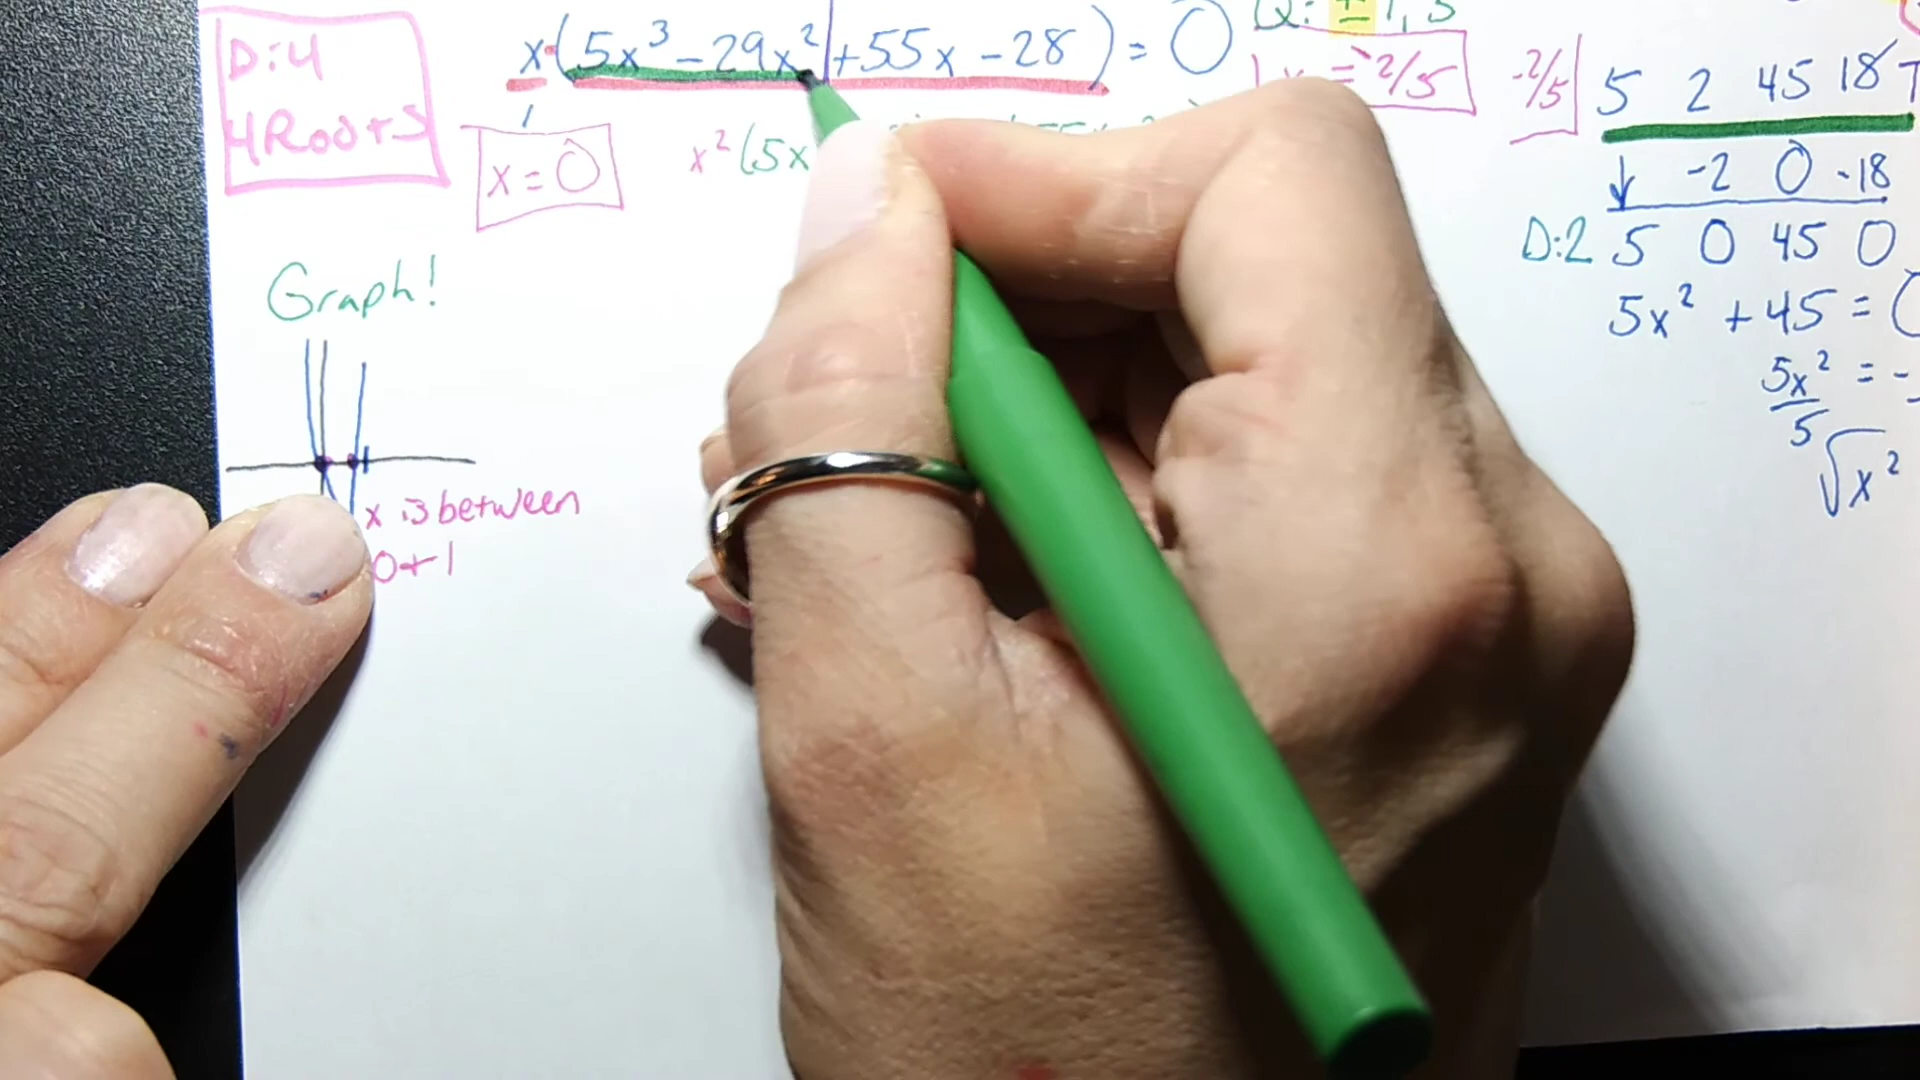 D:4
4Roots
x(5x³ - 29x² + 55x - 28) = 0
x = 0
x² (5x
Graph!
x is between
0 + 1
Q: ± 1, 5
x = -2/5
-2/5 5 2 45 18
↓ -2 0 -18
D:2 5 0 45 0
5x² + 45 =
5x² = -
5
√x²